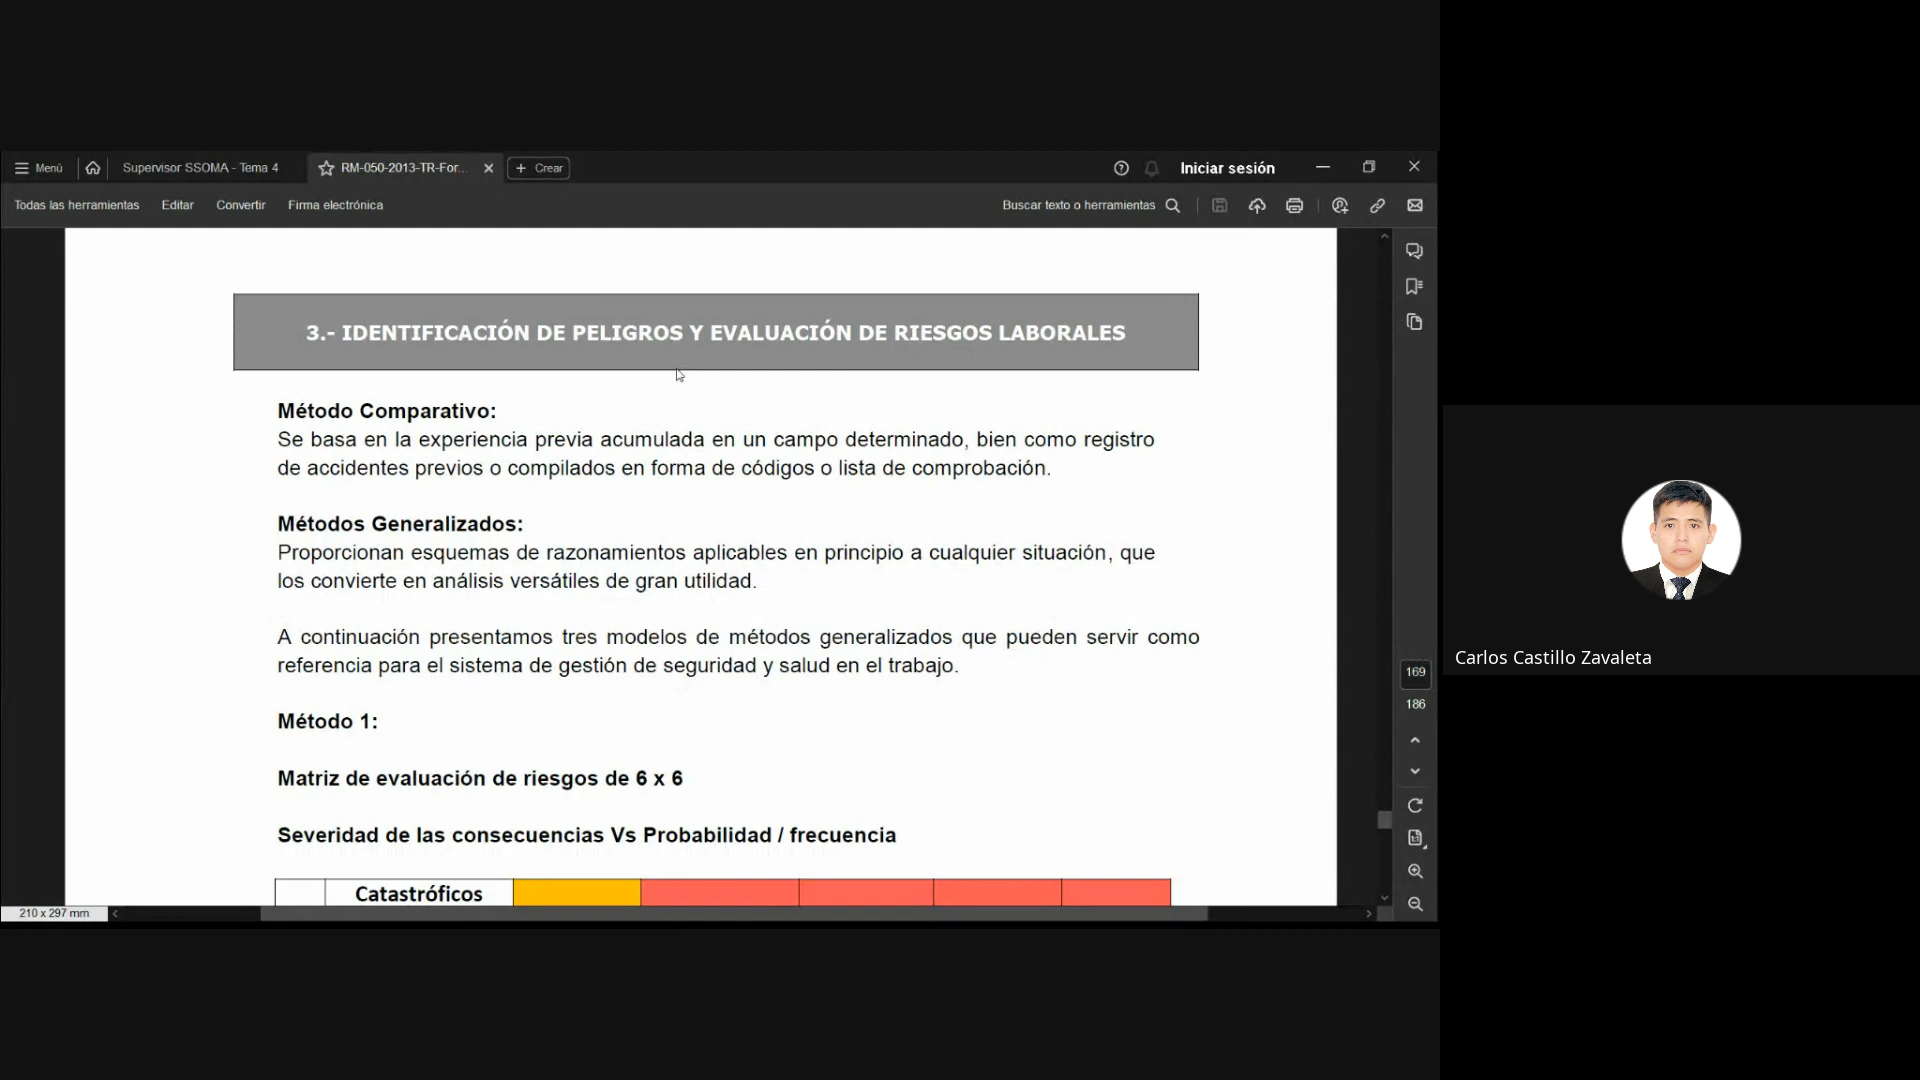 Menú
Supervisor SSOMA - Tema 4
RM-050-2013-TR-For...
Crear
Iniciar sesión
Todas las herramientas
Editar
Convertir
Firma electrónica
Buscar texto o herramientas
3.- IDENTIFICACIÓN DE PELIGROS Y EVALUACIÓN DE RIESGOS LABORALES
Método Comparativo:
Se basa en la experiencia previa acumulada en un campo determinado, bien como registro
de accidentes previos o compilados en forma de códigos o lista de comprobación.
Métodos Generalizados:
Proporcionan esquemas de razonamientos aplicables en principio a cualquier situación, que
los convierte en análisis versátiles de gran utilidad.
A continuación presentamos tres modelos de métodos generalizados que pueden servir como
referencia para el sistema de gestión de seguridad y salud en el trabajo.
Método 1:
Matriz de evaluación de riesgos de 6 x 6
Severidad de las consecuencias Vs Probabilidad / frecuencia
Catastróficos
210 x 297 mm
169
186
Carlos Castillo Zavaleta